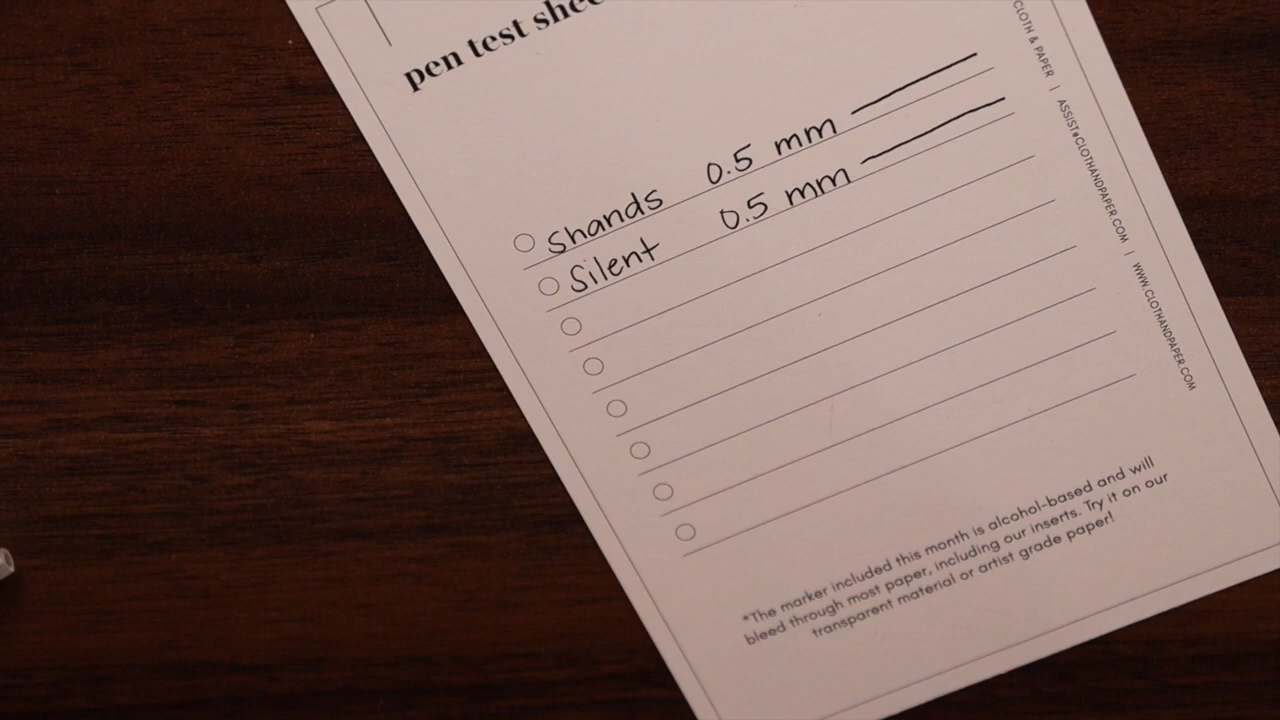 pen test shee
Shands 0.5 mm
Silent 0.5 mm
*The marker included this month is alcohol-based and will
bleed through most paper, including our inserts. Try it on our
transparent material or artist grade paper!
CLOTH & PAPER | ASSIST@CLOTHANDPAPER.COM | WWW.CLOTHANDPAPER.COM